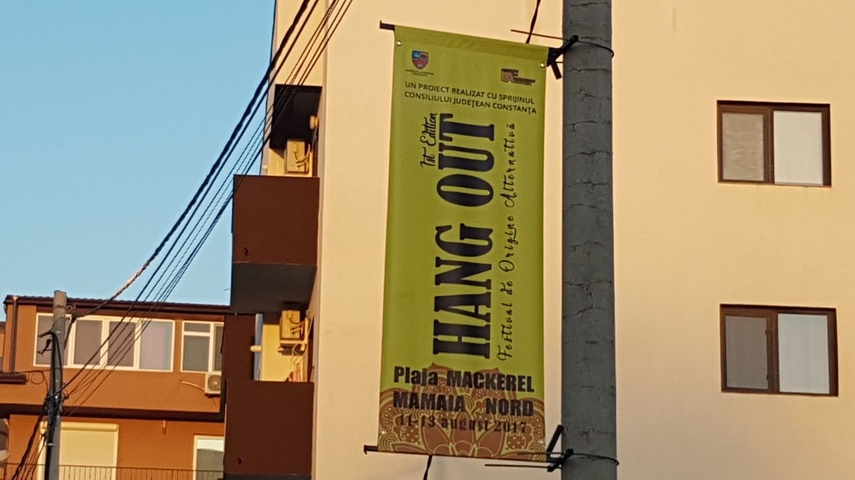 UN PROIECT REALIZAT CU SPRIJINUL
CONSILIULUI JUDEȚEAN CONSTANȚA
1st Edition
HANG OUT
Festival de Origine Alternativă
Plaja MACKEREL
MAMAIA NORD
11-13 august 2017